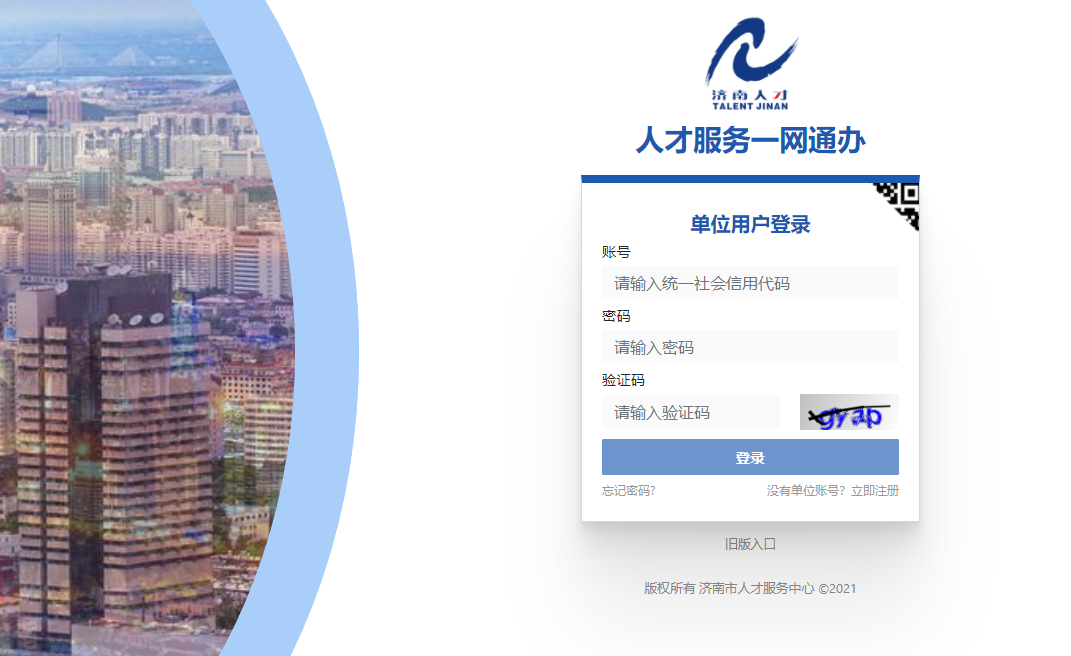 济南人才
TALENT JINAN
人才服务一网通办
单位用户登录
账号
请输入统一社会信用代码
密码
请输入密码
验证码
请输入验证码
gyap
登录
忘记密码?
没有单位账号? 立即注册
旧版入口
版权所有 济南市人才服务中心 ©2021